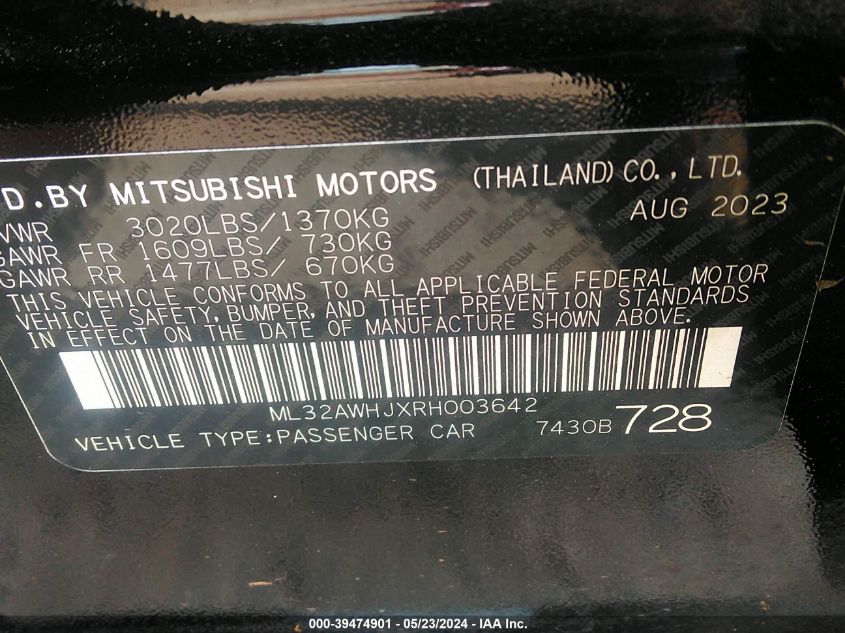 D.BY MITSUBISHI MOTORS (THAILAND) CO., LTD.
AUG 2023
VWR 3020LBS/1370KG
GAWR FR 1609LBS/ 730KG
GAWR RR 1477LBS/ 670KG
THIS VEHICLE CONFORMS TO ALL APPLICABLE FEDERAL MOTOR
VEHICLE SAFETY, BUMPER, AND THEFT PREVENTION STANDARDS
IN EFFECT ON THE DATE OF MANUFACTURE SHOWN ABOVE.
ML32AWHJXRH003642
VEHICLE TYPE:PASSENGER CAR 7430B 728
000-39474901 - 05/23/2024 - IAA Inc.